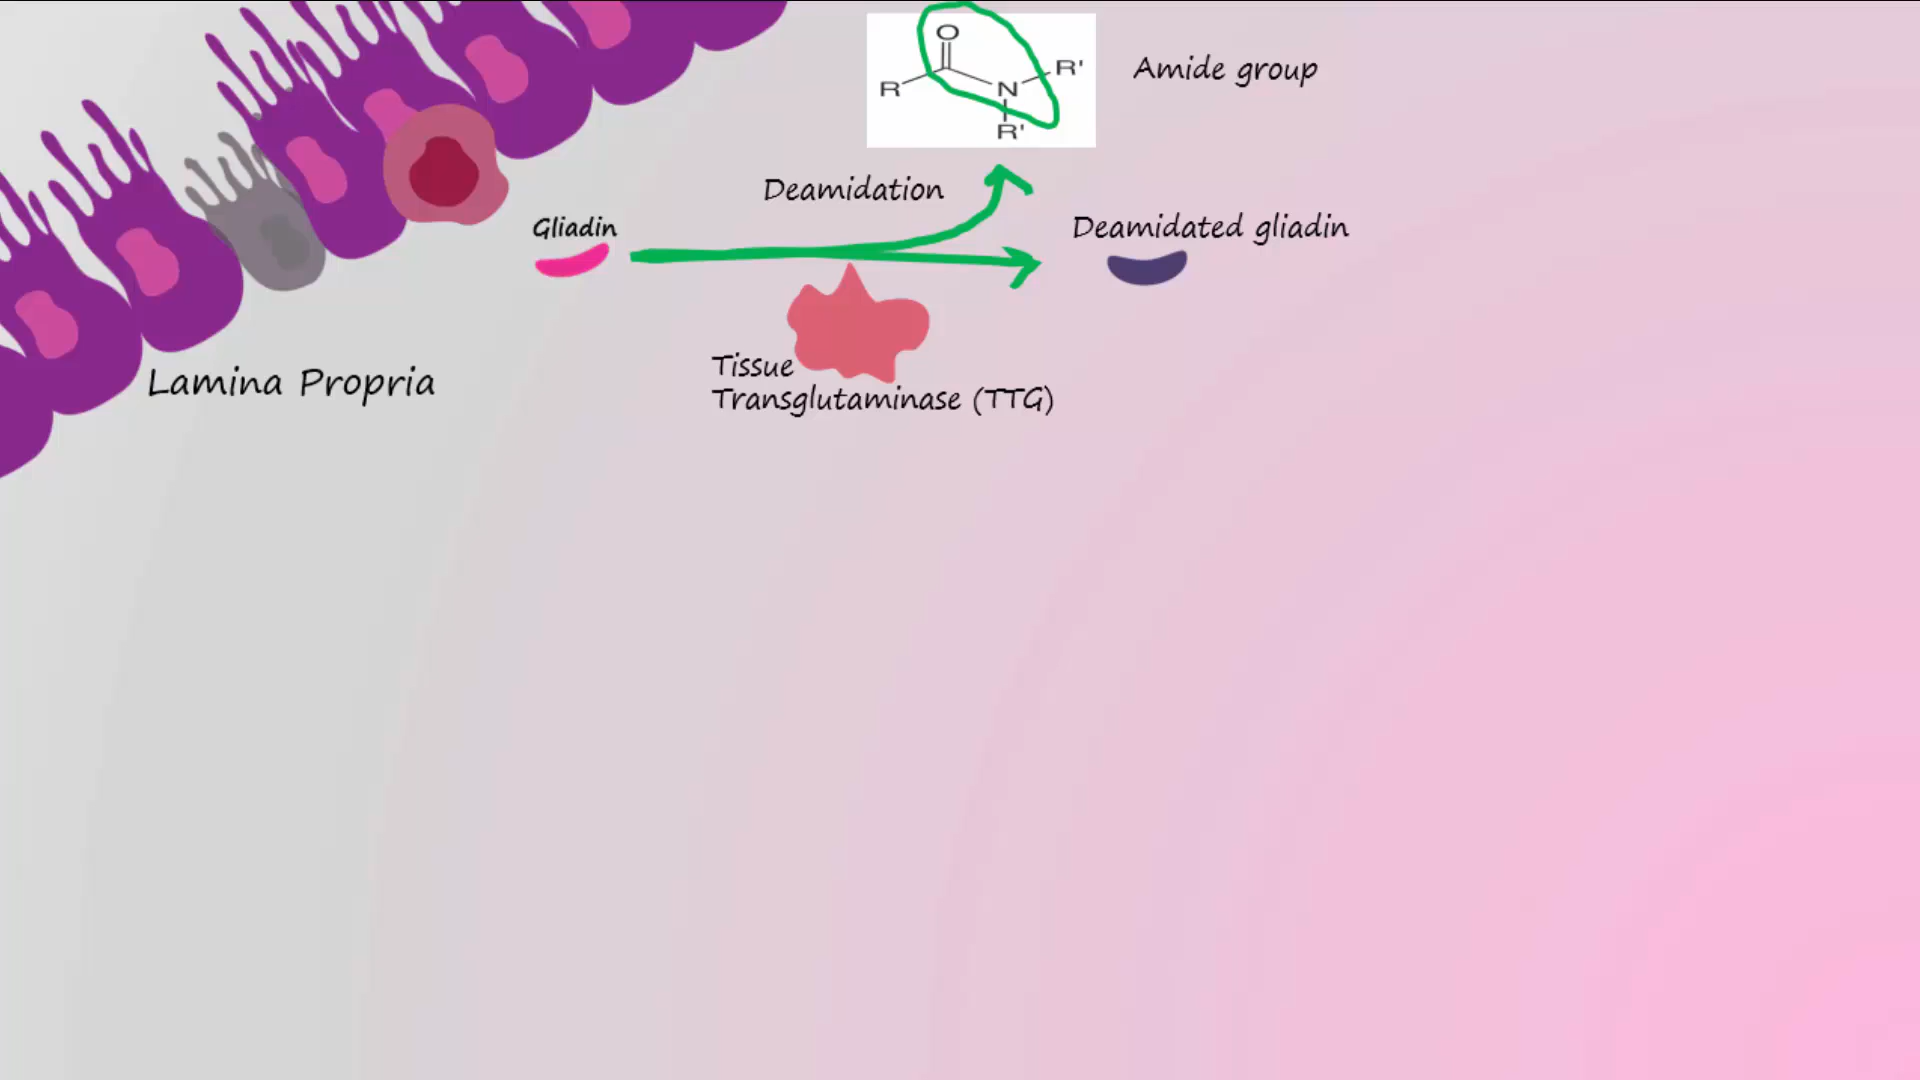 O
R
N
R'
R'
Amide group
Deamidation
Gliadin
Deamidated gliadin
Tissue
Transglutaminase (TTG)
Lamina Propria